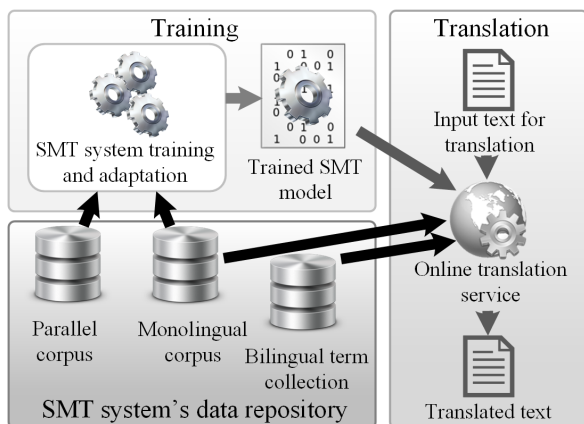 Training
SMT system training
and adaptation
Trained SMT
model
Parallel
corpus
Monolingual
corpus
Bilingual term
collection
SMT system's data repository
Translation
Input text for
translation
Online translation
service
Translated text